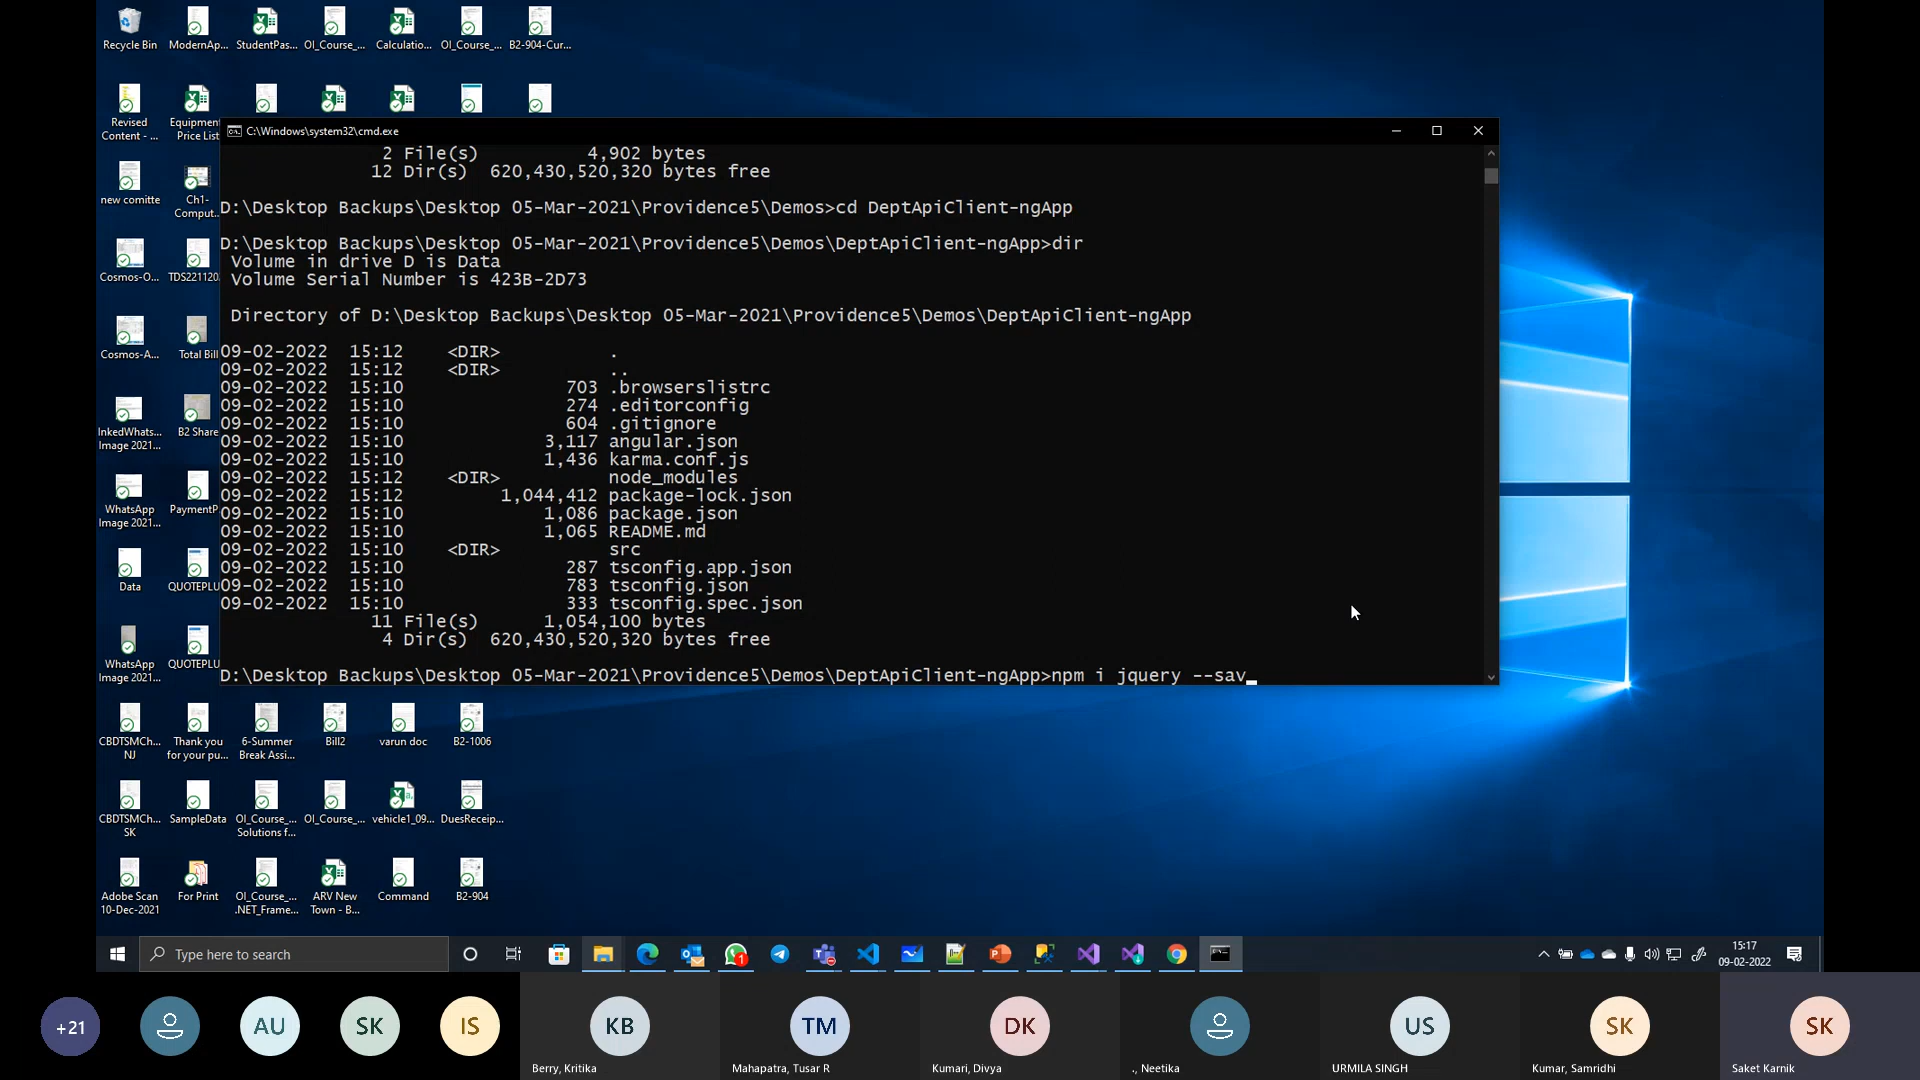 Recycle Bin
ModernAp...
StudentPas...
OI_Course_...
Calculatio...
OI_Course_...
B2-904-Cur...
Revised
Content - ...
Equipment
Price List
C:\Windows\system32\cmd.exe
2 File(s) 4,902 bytes
12 Dir(s) 620,430,520,320 bytes free
D:\Desktop Backups\Desktop 05-Mar-2021\Providence5\Demos>cd DeptApiClient-ngApp
D:\Desktop Backups\Desktop 05-Mar-2021\Providence5\Demos\DeptApiClient-ngApp>dir
Volume in drive D is Data
Volume Serial Number is 423B-2D73
Directory of D:\Desktop Backups\Desktop 05-Mar-2021\Providence5\Demos\DeptApiClient-ngApp
09-02-2022 15:12 <DIR> .
09-02-2022 15:12 <DIR> ..
09-02-2022 15:10 703 .browserslistrc
09-02-2022 15:10 274 .editorconfig
09-02-2022 15:10 604 .gitignore
09-02-2022 15:10 3,117 angular.json
09-02-2022 15:10 1,436 karma.conf.js
09-02-2022 15:12 <DIR> node_modules
09-02-2022 15:12 1,044,412 package-lock.json
09-02-2022 15:10 1,086 package.json
09-02-2022 15:10 1,065 README.md
09-02-2022 15:10 <DIR> src
09-02-2022 15:10 287 tsconfig.app.json
09-02-2022 15:10 783 tsconfig.json
09-02-2022 15:10 333 tsconfig.spec.json
11 File(s) 1,054,100 bytes
4 Dir(s) 620,430,520,320 bytes free
D:\Desktop Backups\Desktop 05-Mar-2021\Providence5\Demos\DeptApiClient-ngApp>npm i jquery --sav_
new comitte
Ch1-
Comput...
Cosmos-O...
TDS221120
Cosmos-A...
Total Bill
InkedWhats...
Image 2021...
B2 Share
WhatsApp
Image 2021...
PaymentP
Data
QUOTEPLU
WhatsApp
Image 2021...
QUOTEPLU
CBDTSMCh...
NJ
Thank you
for your pu...
6-Summer
Break Assi...
Bill2
varun doc
B2-1006
CBDTSMCh...
SK
SampleData
OI_Course_...
Solutions f...
OI_Course_...
vehicle1_09...
DuesReceip...
Adobe Scan
10-Dec-2021
For Print
OI_Course_...
.NET_Frame...
ARV New
Town - B...
Command
B2-904
Type here to search
1
15:17
09-02-2022
+21
AU
SK
IS
KB
Berry, Kritika
TM
Mahapatra, Tusar R
DK
Kumari, Divya
., Neetika
US
URMILA SINGH
SK
Kumar, Samridhi
SK
Saket Karnik